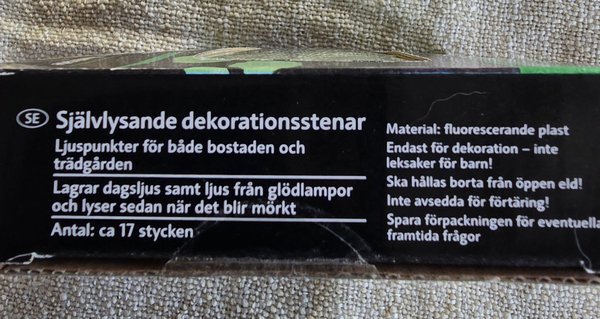 SE Självlysande dekorationsstenar
Ljuspunkter för både bostaden och
trädgården
Lagrar dagsljus samt ljus från glödlampor
och lyser sedan när det blir mörkt
Antal: ca 17 stycken
Material: fluorescerande plast
Endast för dekoration – inte
leksaker för barn!
Ska hållas borta från öppen eld!
Inte avsedda för förtäring!
Spara förpackningen för eventuella
framtida frågor